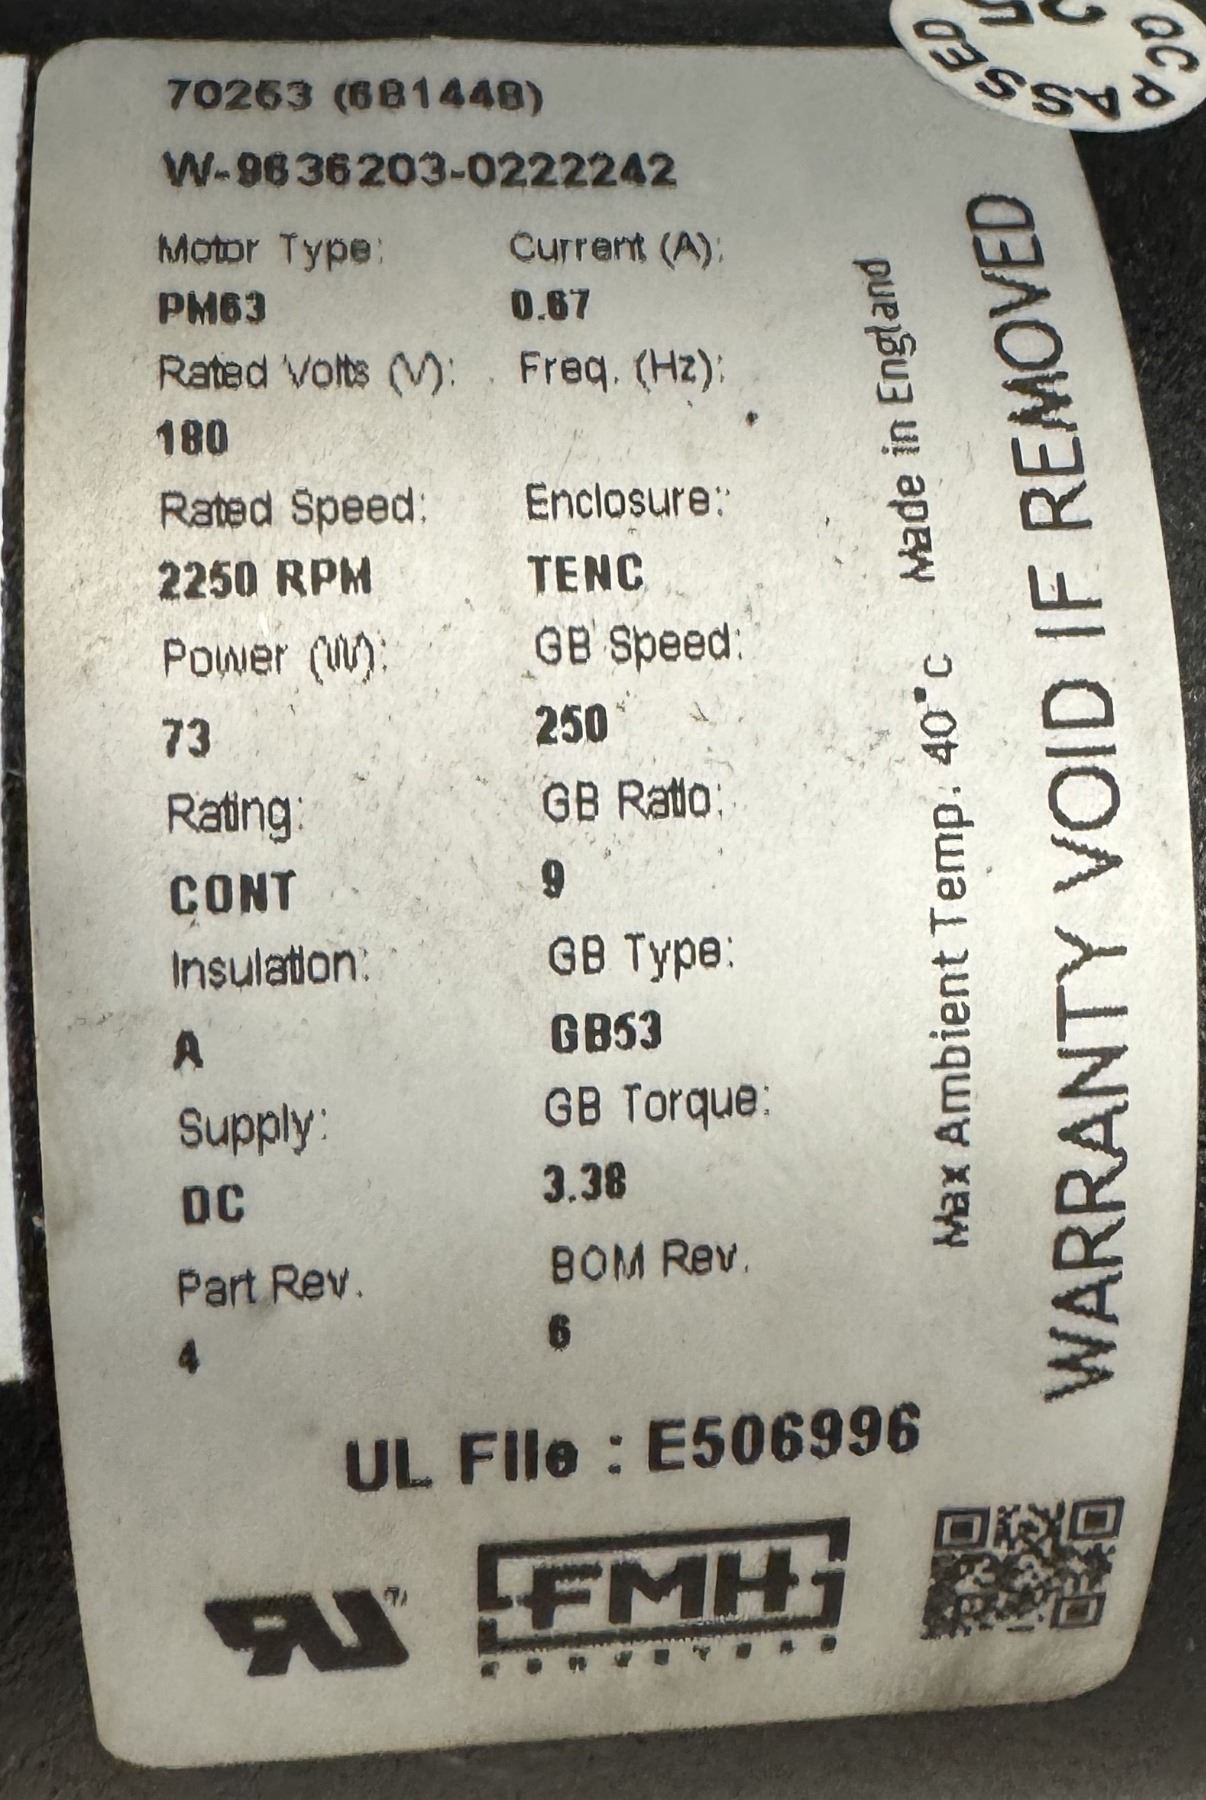 70263 (6B144B)
W-9636203-0222242
Motor Type: Current (A):
PM63 0.67
Rated Volts (V): Freq. (Hz):
180
Rated Speed: Enclosure:
2250 RPM TENC
Power (W): GB Speed:
73 250
Rating: GB Ratio:
CONT 9
Insulation: GB Type:
A GB53
Supply: GB Torque:
DC 3.38
Part Rev. BOM Rev.
4 6
UL File : E506996
FMH
CONVEYORS
Max Ambient Temp: 40°C Made in England
WARRANTY VOID IF REMOVED
QC
25
PASSED